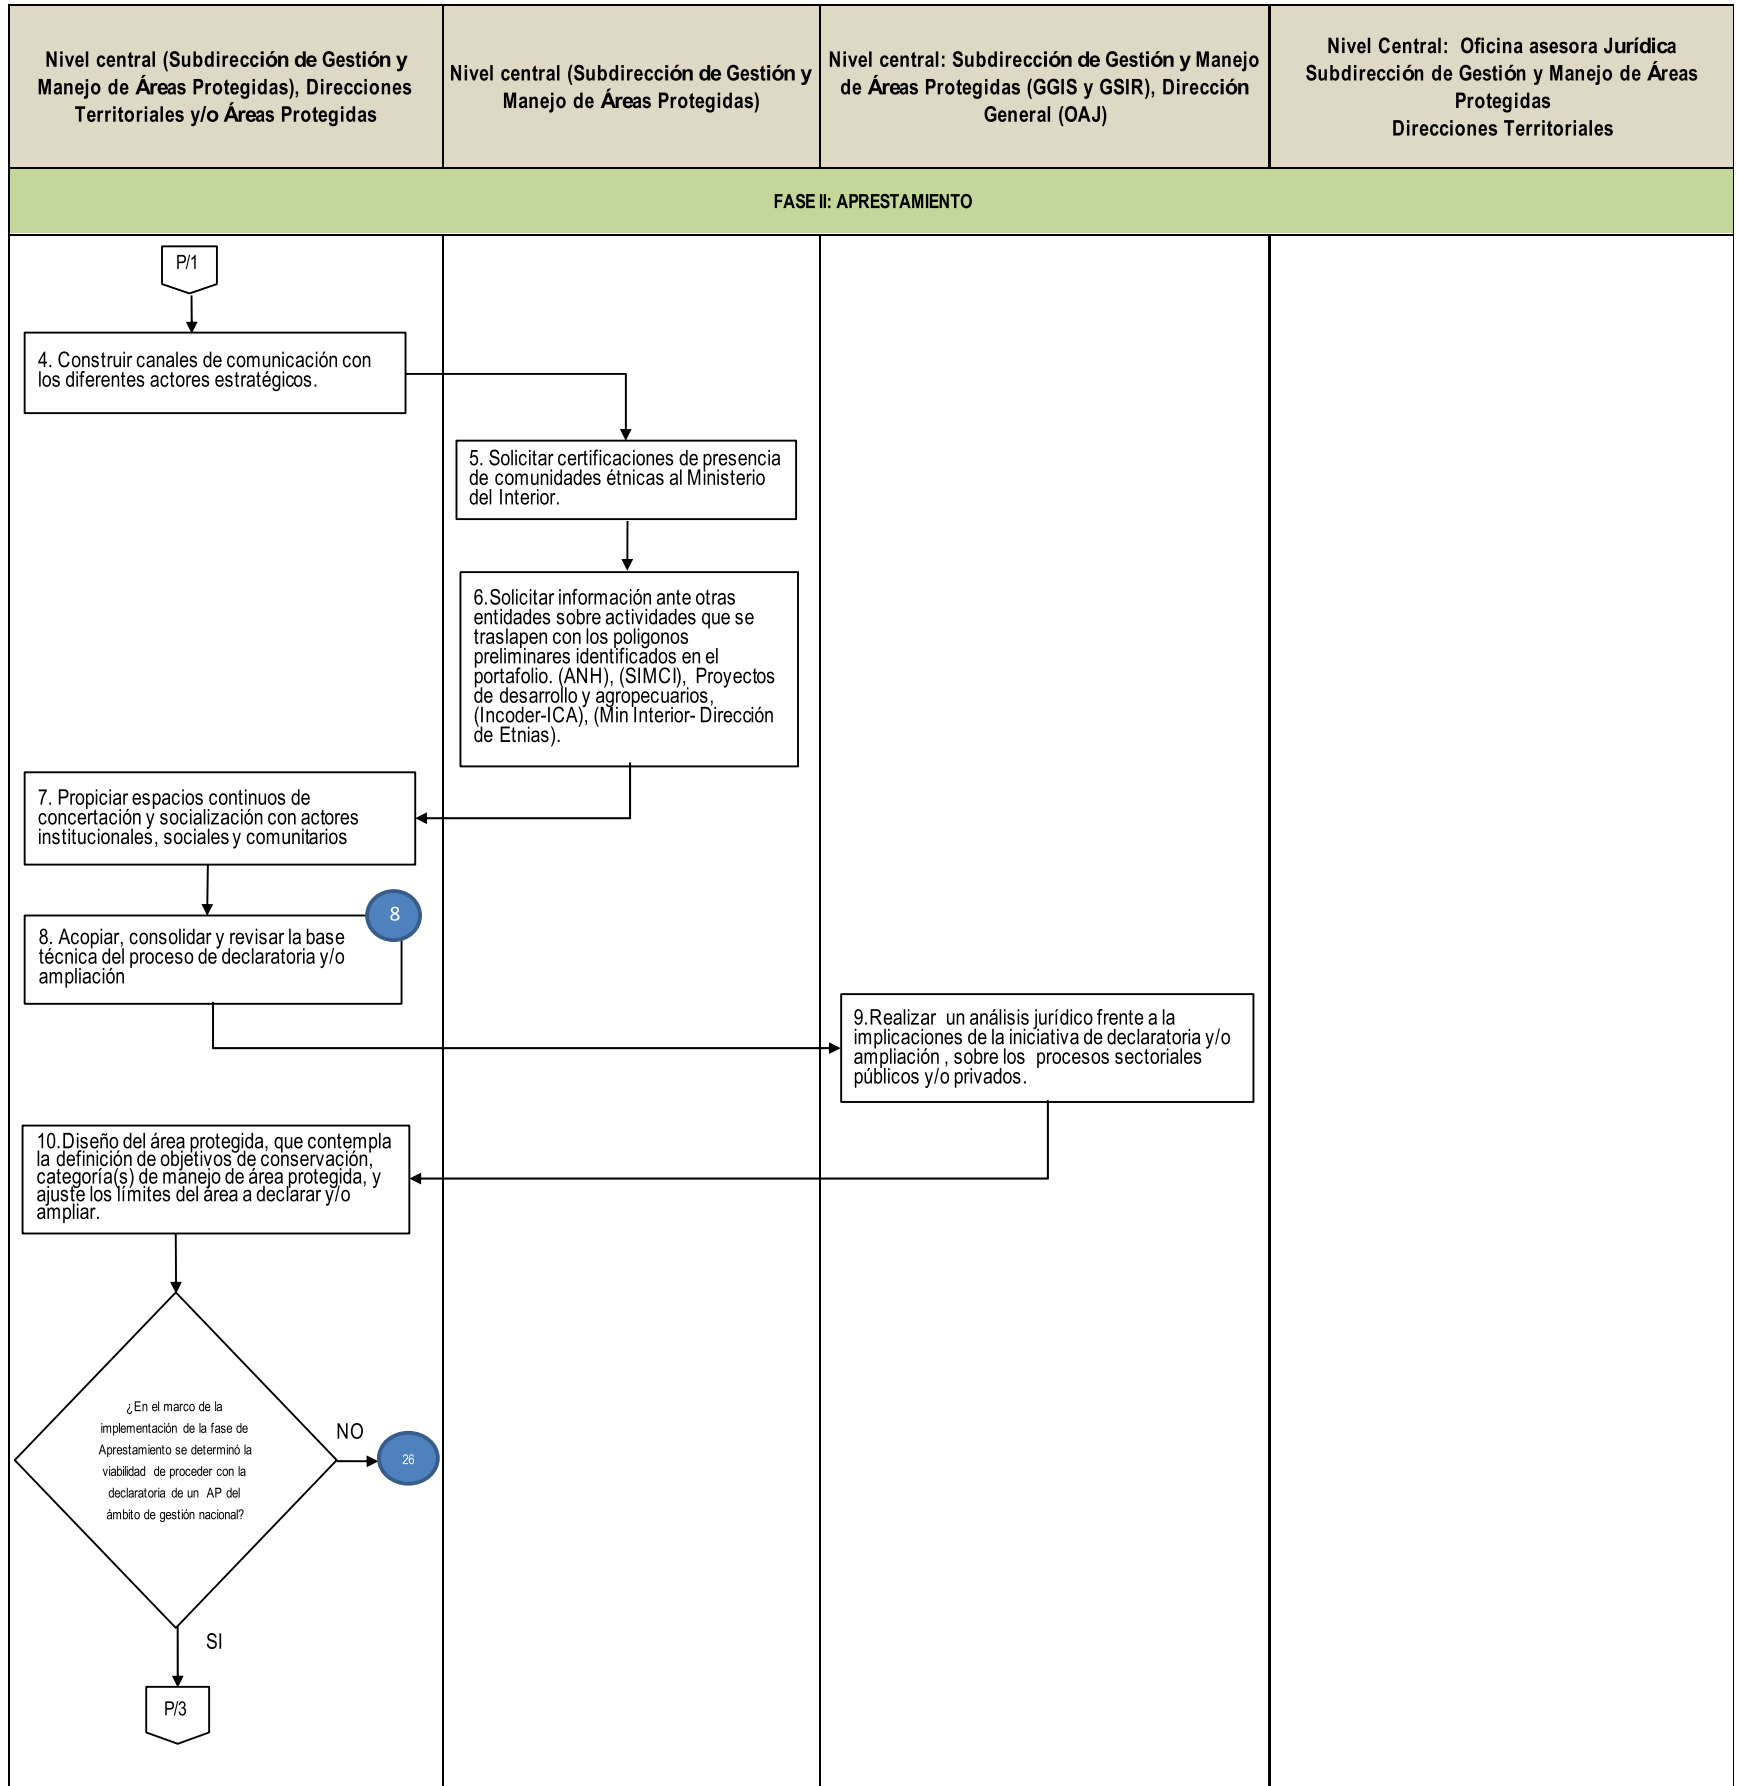 Nivel central (Subdirección de Gestión y
Manejo de Áreas Protegidas), Direcciones
Territoriales y/o Áreas Protegidas
Nivel central (Subdirección de Gestión y
Manejo de Áreas Protegidas)
Nivel central: Subdirección de Gestión y Manejo
de Áreas Protegidas (GGIS y GSIR), Dirección
General (OAJ)
Nivel Central: Oficina asesora Jurídica
Subdirección de Gestión y Manejo de Áreas
Protegidas
Direcciones Territoriales
FASE II: APRESTAMIENTO
P/1
4. Construir canales de comunicación con
los diferentes actores estratégicos.
5. Solicitar certificaciones de presencia
de comunidades étnicas al Ministerio
del Interior.
6.Solicitar información ante otras
entidades sobre actividades que se
traslapen con los poligonos
preliminares identificados en el
portafolio. (ANH), (SIMCI), Proyectos
de desarrollo y agropecuarios,
(Incoder-ICA), (Min Interior- Dirección
de Etnias).
7. Propiciar espacios continuos de
concertación y socialización con actores
institucionales, sociales y comunitarios
8
8. Acopiar, consolidar y revisar la base
técnica del proceso de declaratoria y/o
ampliación
9.Realizar un análisis jurídico frente a la
implicaciones de la iniciativa de declaratoria y/o
ampliación , sobre los procesos sectoriales
públicos y/o privados.
10.Diseño del área protegida, que contempla
la definición de objetivos de conservación,
categoría(s) de manejo de área protegida, y
ajuste los límites del área a declarar y/o
ampliar.
¿En el marco de la
implementación de la fase de
Aprestamiento se determinó la
viabilidad de proceder con la
declaratoria de un AP del
ámbito de gestión nacional?
NO
26
SI
P/3